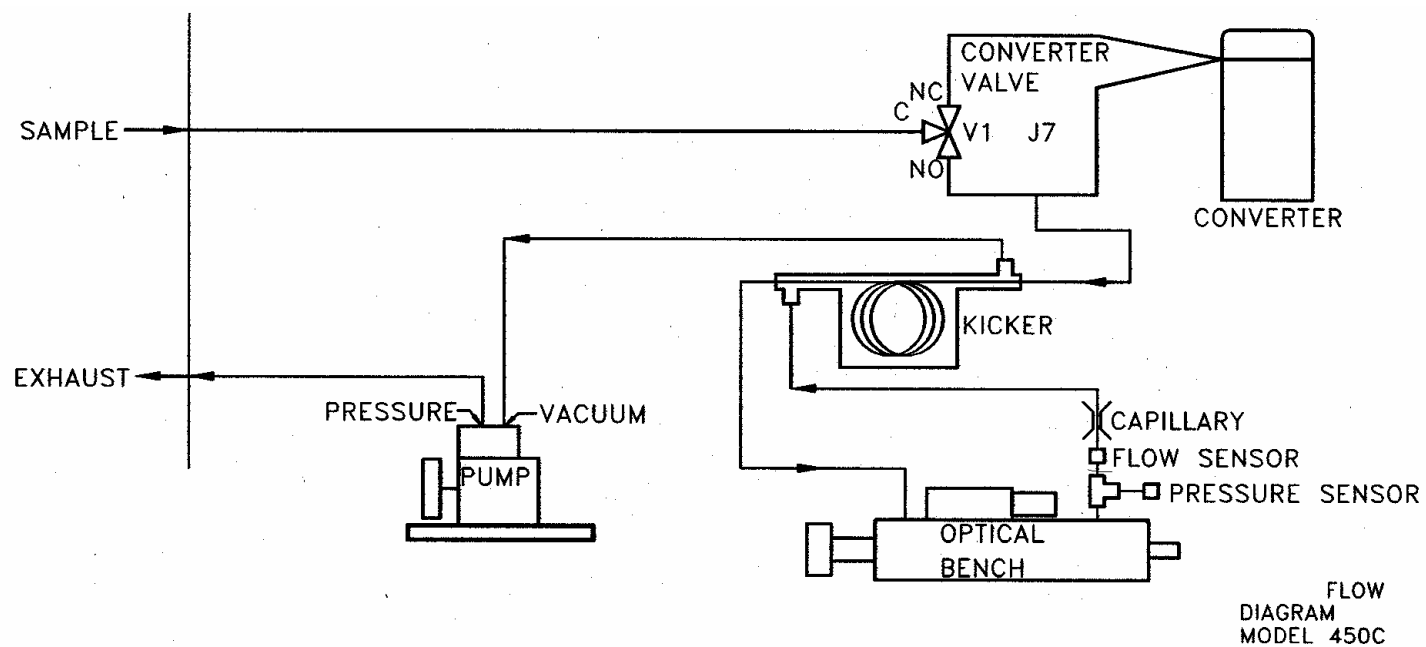 CONVERTER
VALVE
NC
C
SAMPLE
V1 J7
NO
CONVERTER
KICKER
EXHAUST
PRESSURE
VACUUM
CAPILLARY
FLOW SENSOR
PUMP
PRESSURE SENSOR
OPTICAL
BENCH
FLOW
DIAGRAM
MODEL 450C